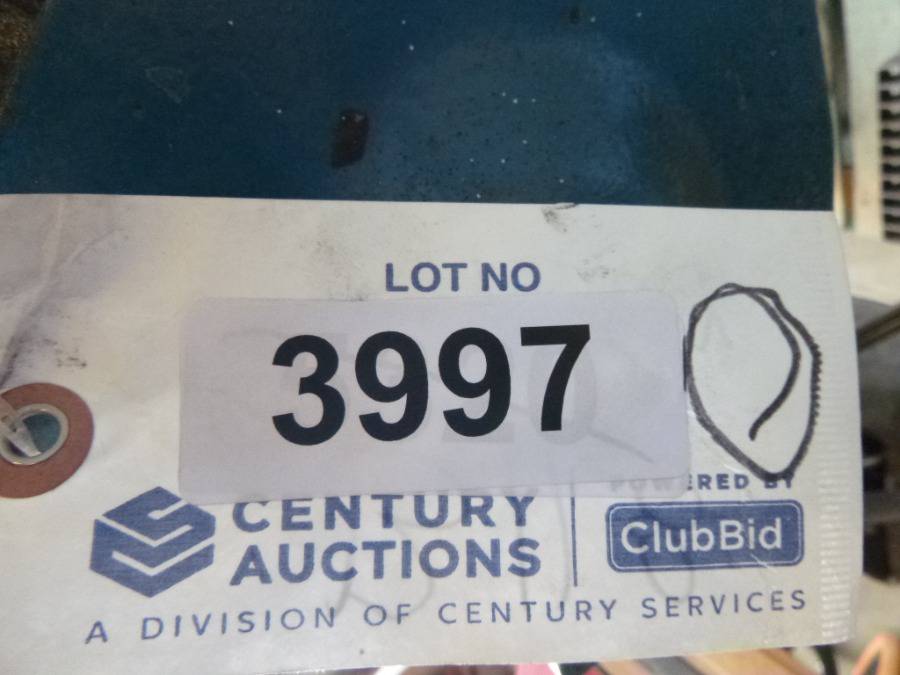 LOT NO
3997
CENTURY
AUCTIONS
POWERED BY
ClubBid
A DIVISION OF CENTURY SERVICES